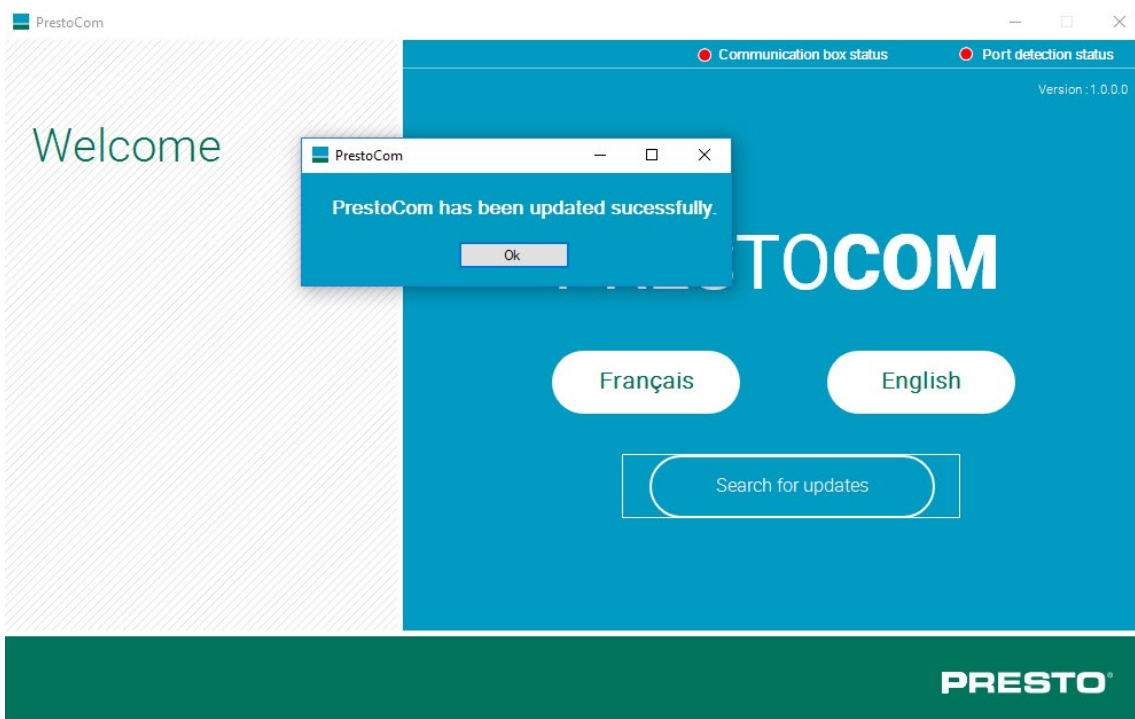 PrestoCom
Communication box status
Port detection status
Version : 1.0.0.0
Welcome
PrestoCom
PrestoCom has been updated sucessfully.
Ok
TOCOM
Français
English
Search for updates
PRESTO®